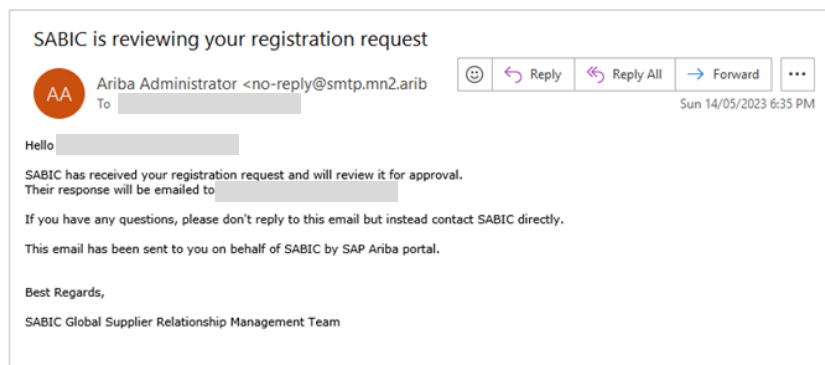 SABIC is reviewing your registration request
AA
Ariba Administrator <no-reply@smtp.mn2.arib
To
Reply
Reply All
Forward
Sun 14/05/2023 6:35 PM
Hello
SABIC has received your registration request and will review it for approval.
Their response will be emailed to
If you have any questions, please don't reply to this email but instead contact SABIC directly.
This email has been sent to you on behalf of SABIC by SAP Ariba portal.
Best Regards,
SABIC Global Supplier Relationship Management Team